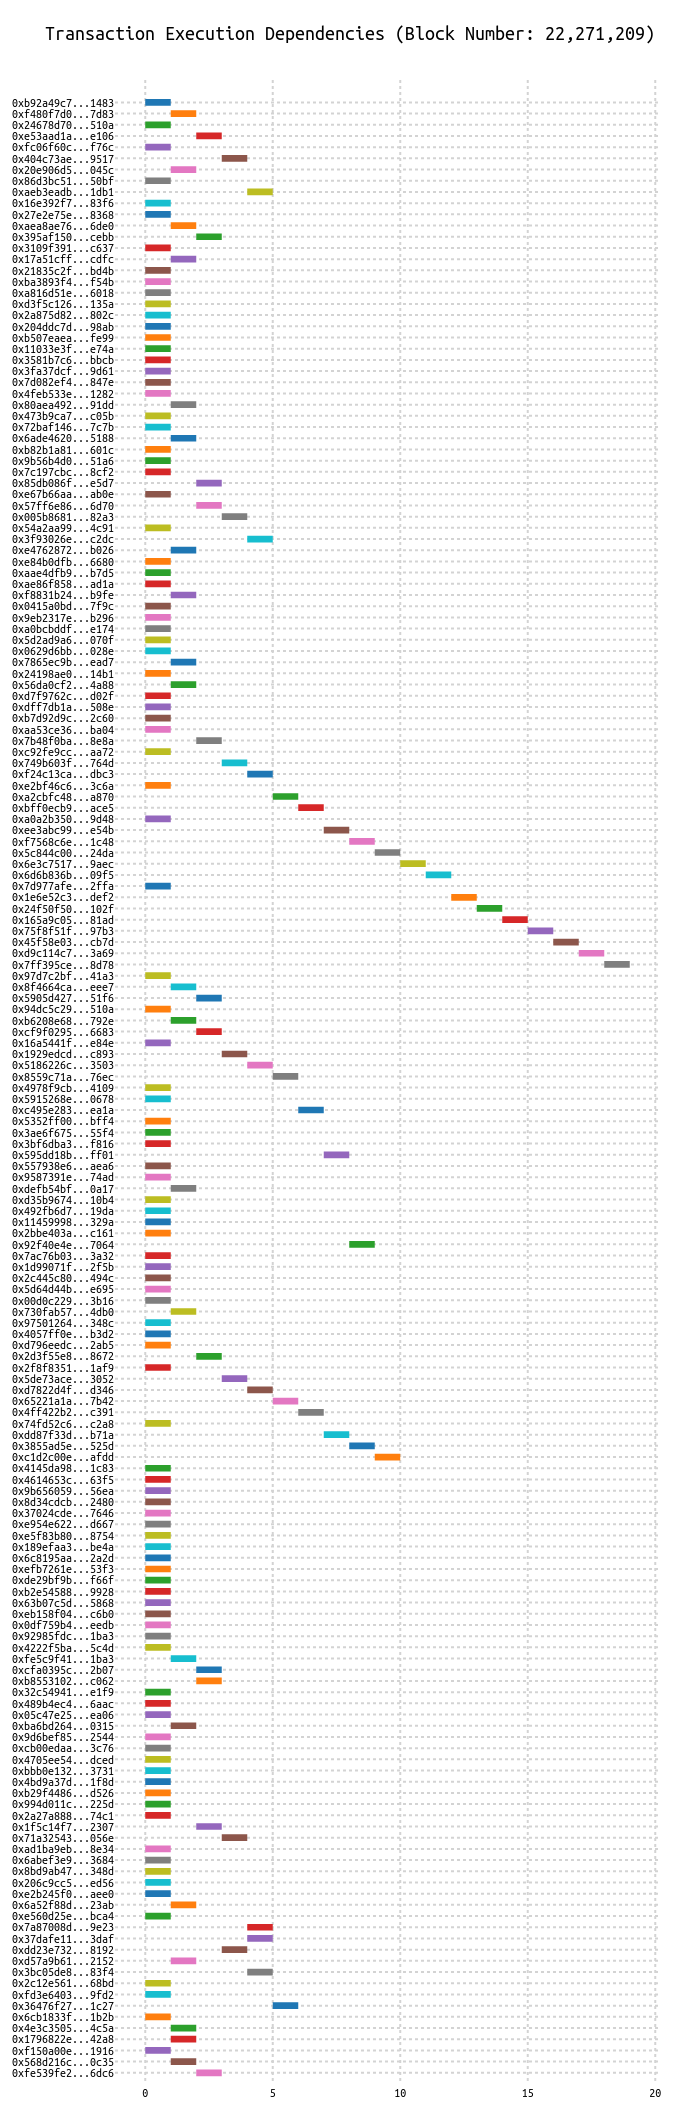 Transaction Execution Dependencies (Block Number: 22,271,209)
0xb92a49c7...1483
0xf480f7d0...7d83
0x24678d70...510a
0xe53aad1a...e106
0xfc06f60c...f76c
0x404c73ae...9517
0x20e906d5...045c
0x86d3bc51...50bf
0xaeb3eadb...1db1
0x16e392f7...83f6
0x27e2e75e...8368
0xaea8ae76...6de0
0x395af150...cebb
0x3109f391...c637
0x17a51cff...cdfc
0x21835c2f...bd4b
0xba3893f4...f54b
0xa816d51e...6018
0xd3f5c126...135a
0x2a875d82...802c
0x204ddc7d...98ab
0xb507eaea...fe99
0x11033e3f...e74a
0x3581b7c6...bbcb
0x3fa37dcf...9d61
0x7d082ef4...847e
0x4feb533e...1282
0x80aea492...91dd
0x473b9ca7...c05b
0x72baf146...7c7b
0x6ade4620...5188
0xb82b1a81...601c
0x9b56b4d0...51a6
0x7c197cbc...8cf2
0x85db086f...e5d7
0xe67b66aa...ab0e
0x57ff6e86...6d70
0x005b8681...82a3
0x54a2aa99...4c91
0x3f93026e...c2dc
0xe4762872...b026
0xe84b0dfb...6680
0xaae4dfb9...b7d5
0xae86f858...ad1a
0xf8831b24...b9fe
0x0415a0bd...7f9c
0x9eb2317e...b296
0xa0bcbddf...e174
0x5d2ad9a6...070f
0x0629d6bb...028e
0x7865ec9b...ead7
0x24198ae0...14b1
0x56da0cf2...4a88
0xd7f9762c...d02f
0xdff7db1a...508e
0xb7d92d9c...2c60
0xaa53ce36...ba04
0x7b48f0ba...8e8a
0xc92fe9cc...aa72
0x749b603f...764d
0xf24c13ca...dbc3
0xe2bf46c6...3c6a
0xa2cbfc48...a870
0xbff0ecb9...ace5
0xa0a2b350...9d48
0xee3abc99...e54b
0xf7568c6e...1c48
0x5c844c00...24da
0x6e3c7517...9aec
0x6d6b836b...09f5
0x7d977afe...2ffa
0x1e6e52c3...def2
0x24f50f50...102f
0x165a9c05...81ad
0x75f8f51f...97b3
0x45f58e03...cb7d
0xd9c114c7...3a69
0x7ff395ce...8d78
0x97d7c2bf...41a3
0x8f4664ca...eee7
0x5905d427...51f6
0x94dc5c29...510a
0xb6208e68...792e
0xcf9f0295...6683
0x16a5441f...e84e
0x1929edcd...c893
0x5186226c...3503
0x8559c71a...76ec
0x4978f9cb...4109
0x5915268e...0678
0xc495e283...ea1a
0x5352ff00...bff4
0x3ae6f675...55f4
0x3bf6dba3...f816
0x595dd18b...ff01
0x557938e6...aea6
0x9587391e...74ad
0xdefb54bf...0a17
0xd35b9674...10b4
0x492fb6d7...19da
0x11459998...329a
0x2bbe403a...c161
0x92f40e4e...7064
0x7ac76b03...3a32
0x1d99071f...2f5b
0x2c445c80...494c
0x5d64d44b...e695
0x00d0c229...3b16
0x730fab57...4db0
0x97501264...348c
0x4057ff0e...b3d2
0xd796eedc...2ab5
0x2d3f55e8...8672
0x2f8f8351...1af9
0x5de73ace...3052
0xd7822d4f...d346
0x65221a1a...7b42
0x4ff422b2...c391
0x74fd52c6...c2a8
0xdd87f33d...b71a
0x3855ad5e...525d
0xc1d2c00e...afdd
0x4145da98...1c83
0x4614653c...63f5
0x9b656059...56ea
0x8d34cdcb...2480
0x37024cde...7646
0xe954e622...d667
0xe5f83b80...8754
0x189efaa3...be4a
0x6c8195aa...2a2d
0xefb7261e...53f3
0xde29bf9b...f66f
0xb2e54588...9928
0x63b07c5d...5868
0xeb158f04...c6b0
0x0df759b4...eedb
0x92985fdc...1ba3
0x4222f5ba...5c4d
0xfe5c9f41...1ba3
0xcfa0395c...2b07
0xb8553102...c062
0x32c54941...e1f9
0x489b4ec4...6aac
0x05c47e25...ea06
0xba6bd264...0315
0x9d6bef85...2544
0xcb00edaa...3c76
0x4705ee54...dced
0xbbb0e132...3731
0x4bd9a37d...1f8d
0xb29f4486...d526
0x994d011c...225d
0x2a27a888...74c1
0x1f5c14f7...2307
0x71a32543...056e
0xad1ba9eb...8e34
0x6abef3e9...3684
0x8bd9ab47...348d
0x206c9cc5...ed56
0xe2b245f0...aee0
0x6a52f88d...23ab
0xe560d25e...bca4
0x7a87008d...9e23
0x37dafe11...3daf
0xdd23e732...8192
0xd57a9b61...2152
0x3bc05de8...83f4
0x2c12e561...68bd
0xfd3e6403...9fd2
0x36476f27...1c27
0x6cb1833f...1b2b
0x4e3c3505...4c5a
0x1796822e...42a8
0xf150a00e...1916
0x568d216c...0c35
0xfe539fe2...6dc6
0 5 10 15 20